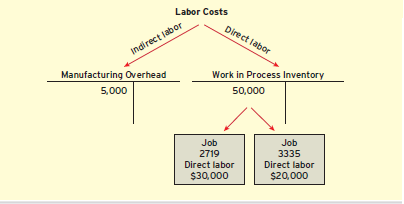 Labor Costs
Indirect labor
Direct labor
Manufacturing Overhead
Work in Process Inventory
5,000
50,000
Job
2719
Direct labor
$30,000
Job
3335
Direct labor
$20,000